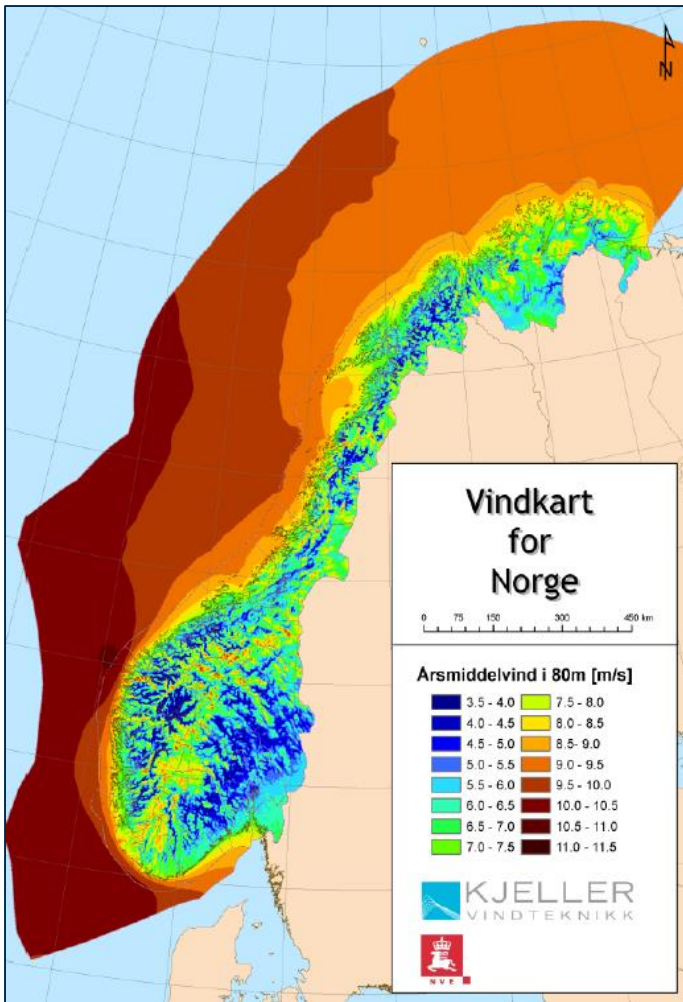 N
Vindkart
for
Norge
0 75 150 300 450 km
Årsmiddelvind i 80m [m/s]
3.5 - 4.0 7.5 - 8.0
4.0 - 4.5 8.0 - 8.5
4.5 - 5.0 8.5 - 9.0
5.0 - 5.5 9.0 - 9.5
5.5 - 6.0 9.5 - 10.0
6.0 - 6.5 10.0 - 10.5
6.5 - 7.0 10.5 - 11.0
7.0 - 7.5 11.0 - 11.5
KJELLER
VINDTEKNIKK
NVE